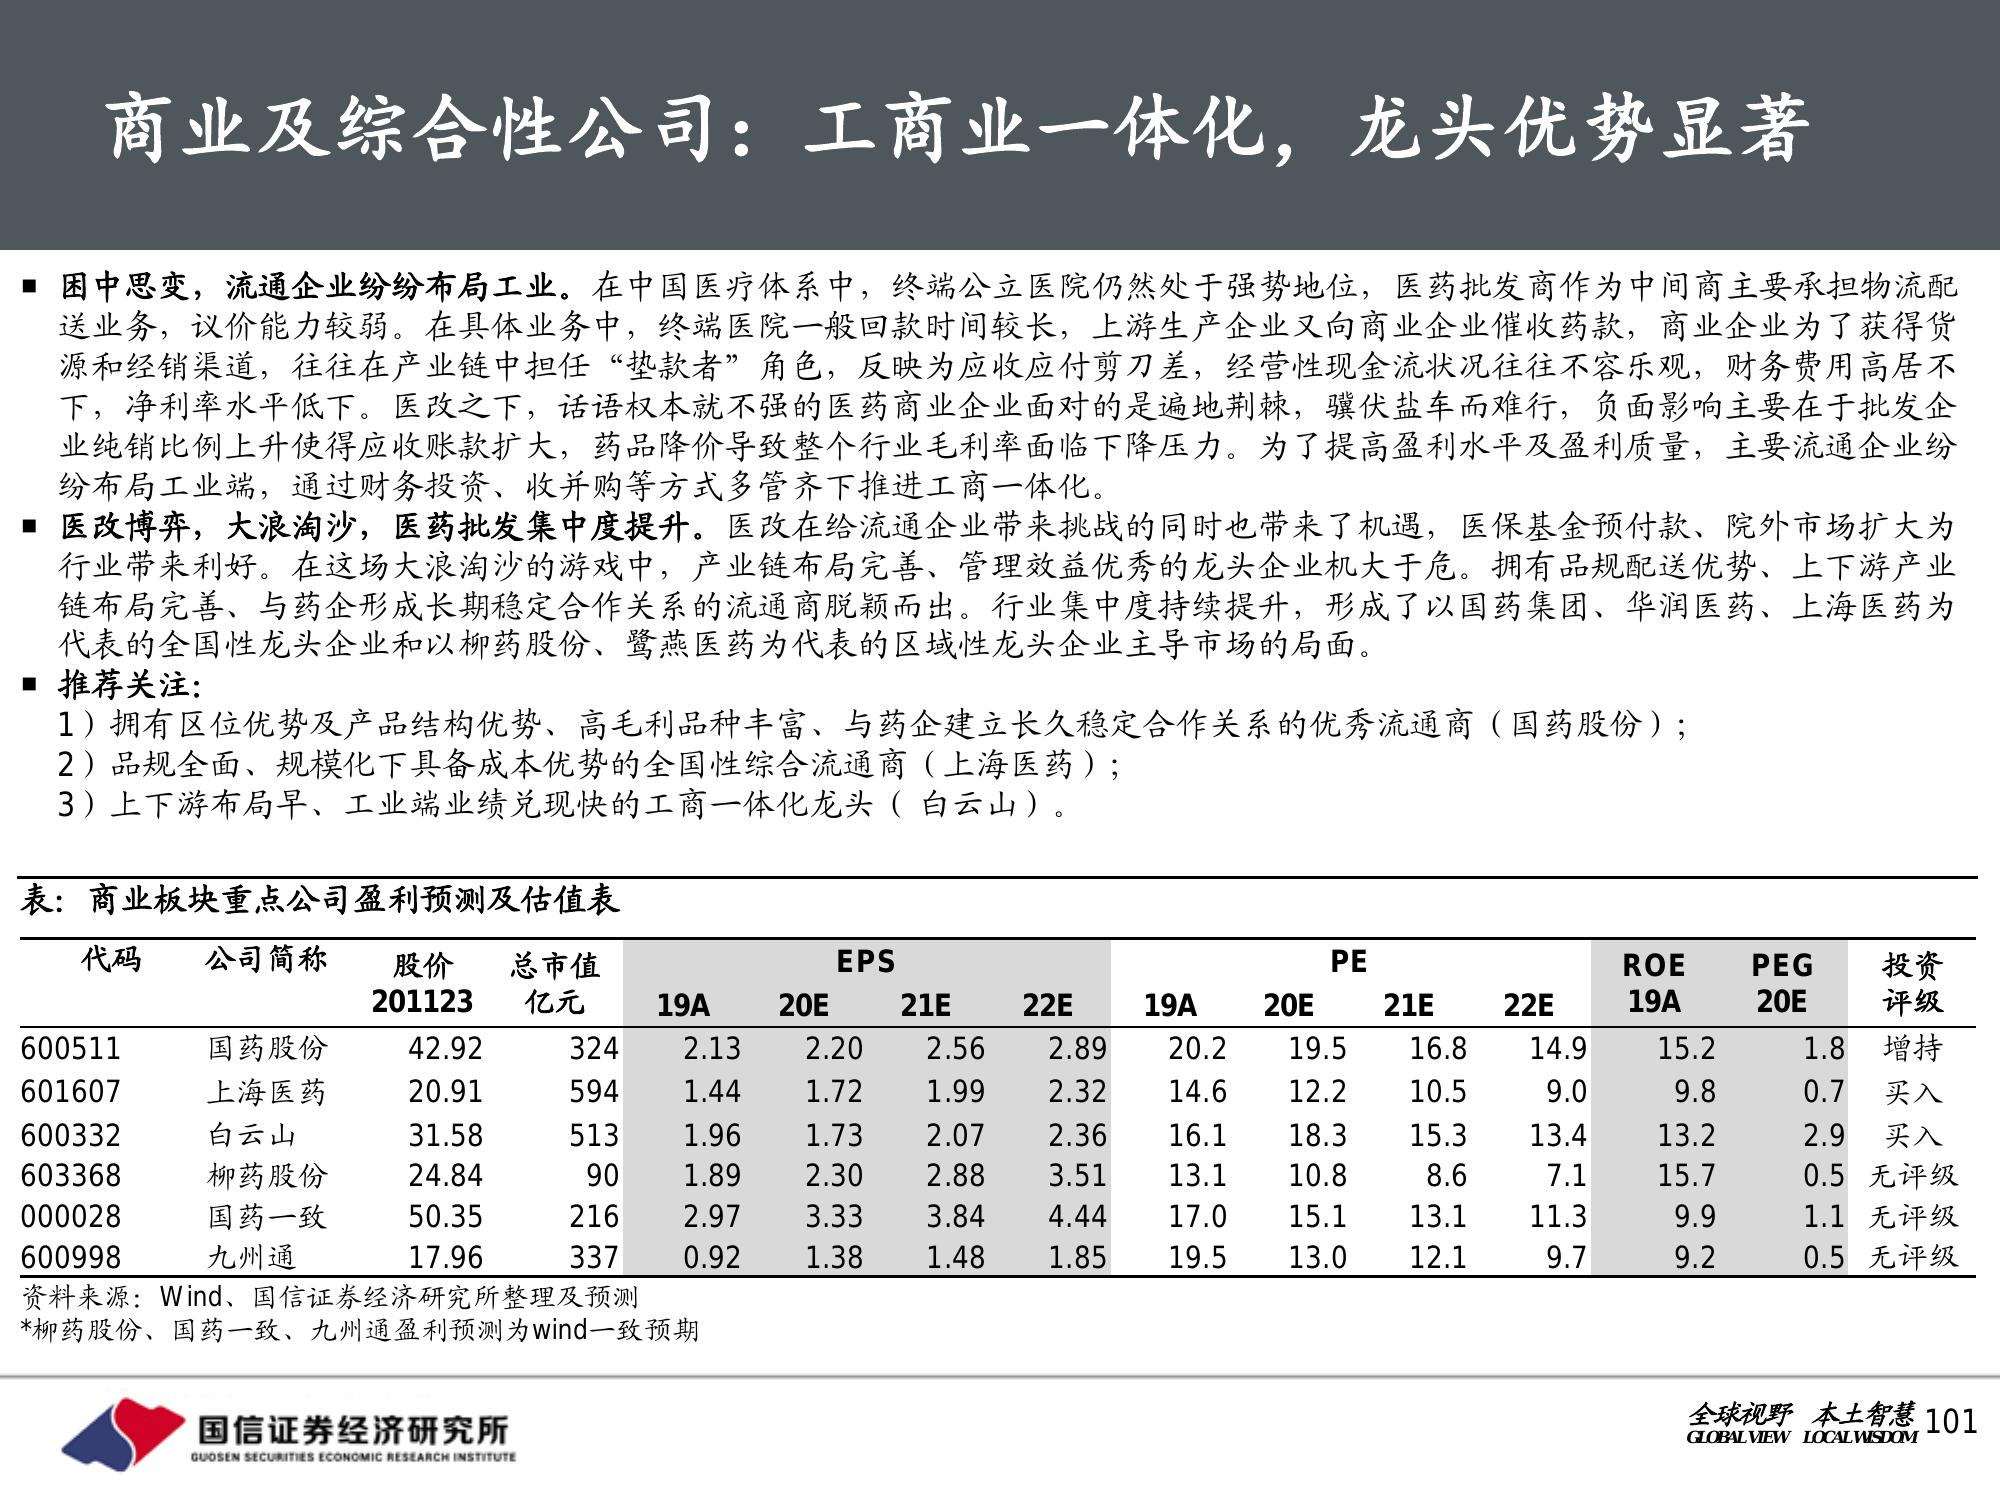 商业及综合性公司：工商业一体化，龙头优势显著
▪ 困中思变，流通企业纷纷布局工业。在中国医疗体系中，终端公立医院仍然处于强势地位，医药批发商作为中间商主要承担物流配
送业务，议价能力较弱。在具体业务中，终端医院一般回款时间较长，上游生产企业又向商业企业催收药款，商业企业为了获得货
源和经销渠道，往往在产业链中担任“垫款者”角色，反映为应收应付剪刀差，经营性现金流状况往往不容乐观，财务费用高居不
下，净利率水平低下。医改之下，话语权本就不强的医药商业企业面对的是遍地荆棘，骥伏盐车而难行，负面影响主要在于批发企
业纯销比例上升使得应收账款扩大，药品降价导致整个行业毛利率面临下降压力。为了提高盈利水平及盈利质量，主要流通企业纷
纷布局工业端，通过财务投资、收并购等方式多管齐下推进工商一体化。
▪ 医改博弈，大浪淘沙，医药批发集中度提升。医改在给流通企业带来挑战的同时也带来了机遇，医保基金预付款、院外市场扩大为
行业带来利好。在这场大浪淘沙的游戏中，产业链布局完善、管理效益优秀的龙头企业机大于危。拥有品规配送优势、上下游产业
链布局完善、与药企形成长期稳定合作关系的流通商脱颖而出。行业集中度持续提升，形成了以国药集团、华润医药、上海医药为
代表的全国性龙头企业和以柳药股份、鹭燕医药为代表的区域性龙头企业主导市场的局面。
▪ 推荐关注：
1）拥有区位优势及产品结构优势、高毛利品种丰富、与药企建立长久稳定合作关系的优秀流通商（国药股份）；
2）品规全面、规模化下具备成本优势的全国性综合流通商（上海医药）；
3）上下游布局早、工业端业绩兑现快的工商一体化龙头（ 白云山）。
表：商业板块重点公司盈利预测及估值表
代码 公司简称 股价 总市值 EPS PE ROE PEG 投资
201123 亿元 19A 20E 21E 22E 19A 20E 21E 22E 19A 20E 评级
600511 国药股份 42.92 324 2.13 2.20 2.56 2.89 20.2 19.5 16.8 14.9 15.2 1.8 增持
601607 上海医药 20.91 594 1.44 1.72 1.99 2.32 14.6 12.2 10.5 9.0 9.8 0.7 买入
600332 白云山 31.58 513 1.96 1.73 2.07 2.36 16.1 18.3 15.3 13.4 13.2 2.9 买入
603368 柳药股份 24.84 90 1.89 2.30 2.88 3.51 13.1 10.8 8.6 7.1 15.7 0.5 无评级
000028 国药一致 50.35 216 2.97 3.33 3.84 4.44 17.0 15.1 13.1 11.3 9.9 1.1 无评级
600998 九州通 17.96 337 0.92 1.38 1.48 1.85 19.5 13.0 12.1 9.7 9.2 0.5 无评级
资料来源：Wind、国信证券经济研究所整理及预测
*柳药股份、国药一致、九州通盈利预测为wind一致预期
国信证券经济研究所
GUOSEN SECURITIES ECONOMIC RESEARCH INSTITUTE
全球视野 本土智慧
GLOBAL VIEW LOCAL WISDOM
101